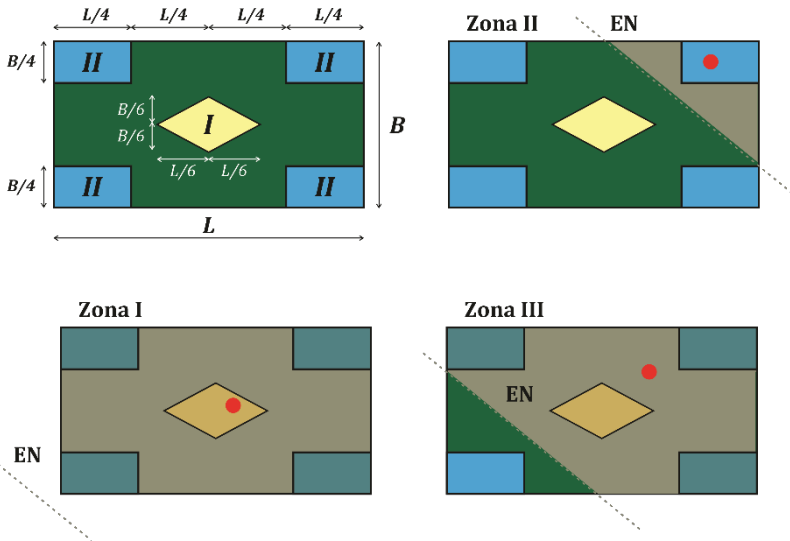 L/4 L/4 L/4 L/4
B/4 II II
B/6
B/6
I
L/6 L/6
B
B/4 II II
L
Zona II EN
Zona I
EN
Zona III
EN